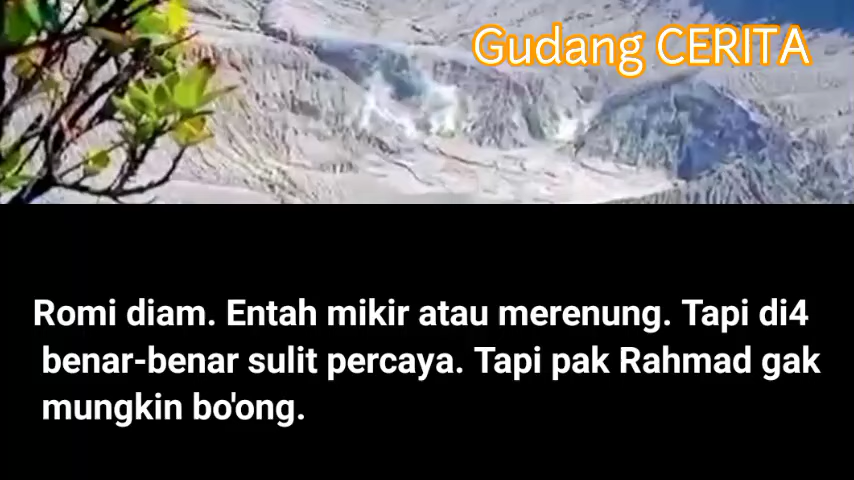 Gudang CERITA
Romi diam. Entah mikir atau merenung. Tapi di4
benar-benar sulit percaya. Tapi pak Rahmad gak
mungkin bo'ong.